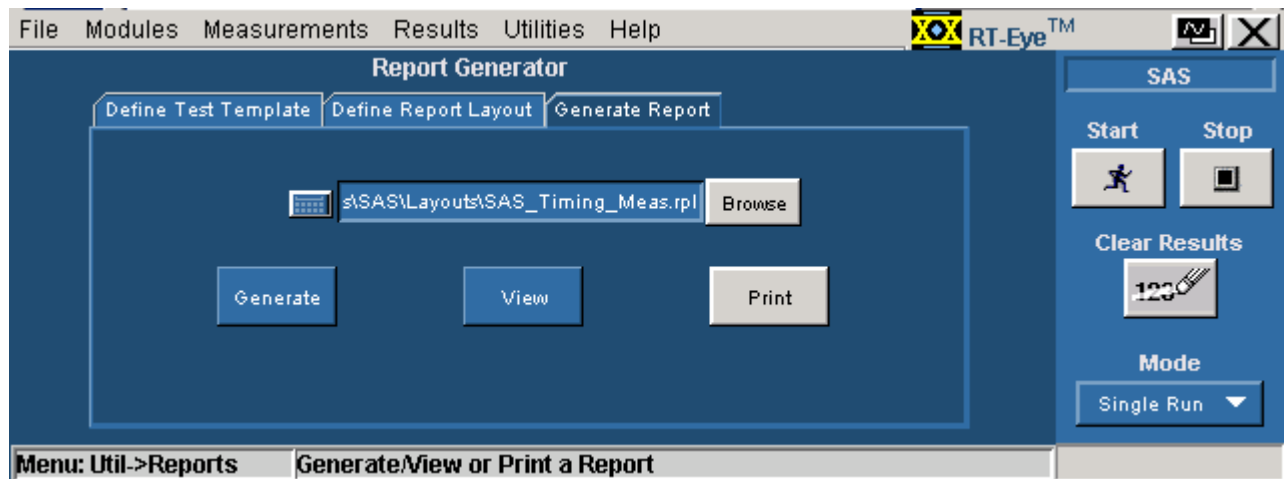 File Modules Measurements Results Utilities Help RT-Eye™
Report Generator
SAS
Define Test Template Define Report Layout Generate Report
Start Stop
s\SAS\Layouts\SAS_Timing_Meas.rpl Browse
Clear Results
123
Generate View Print
Mode
Single Run
Menu: Util->Reports Generate/View or Print a Report